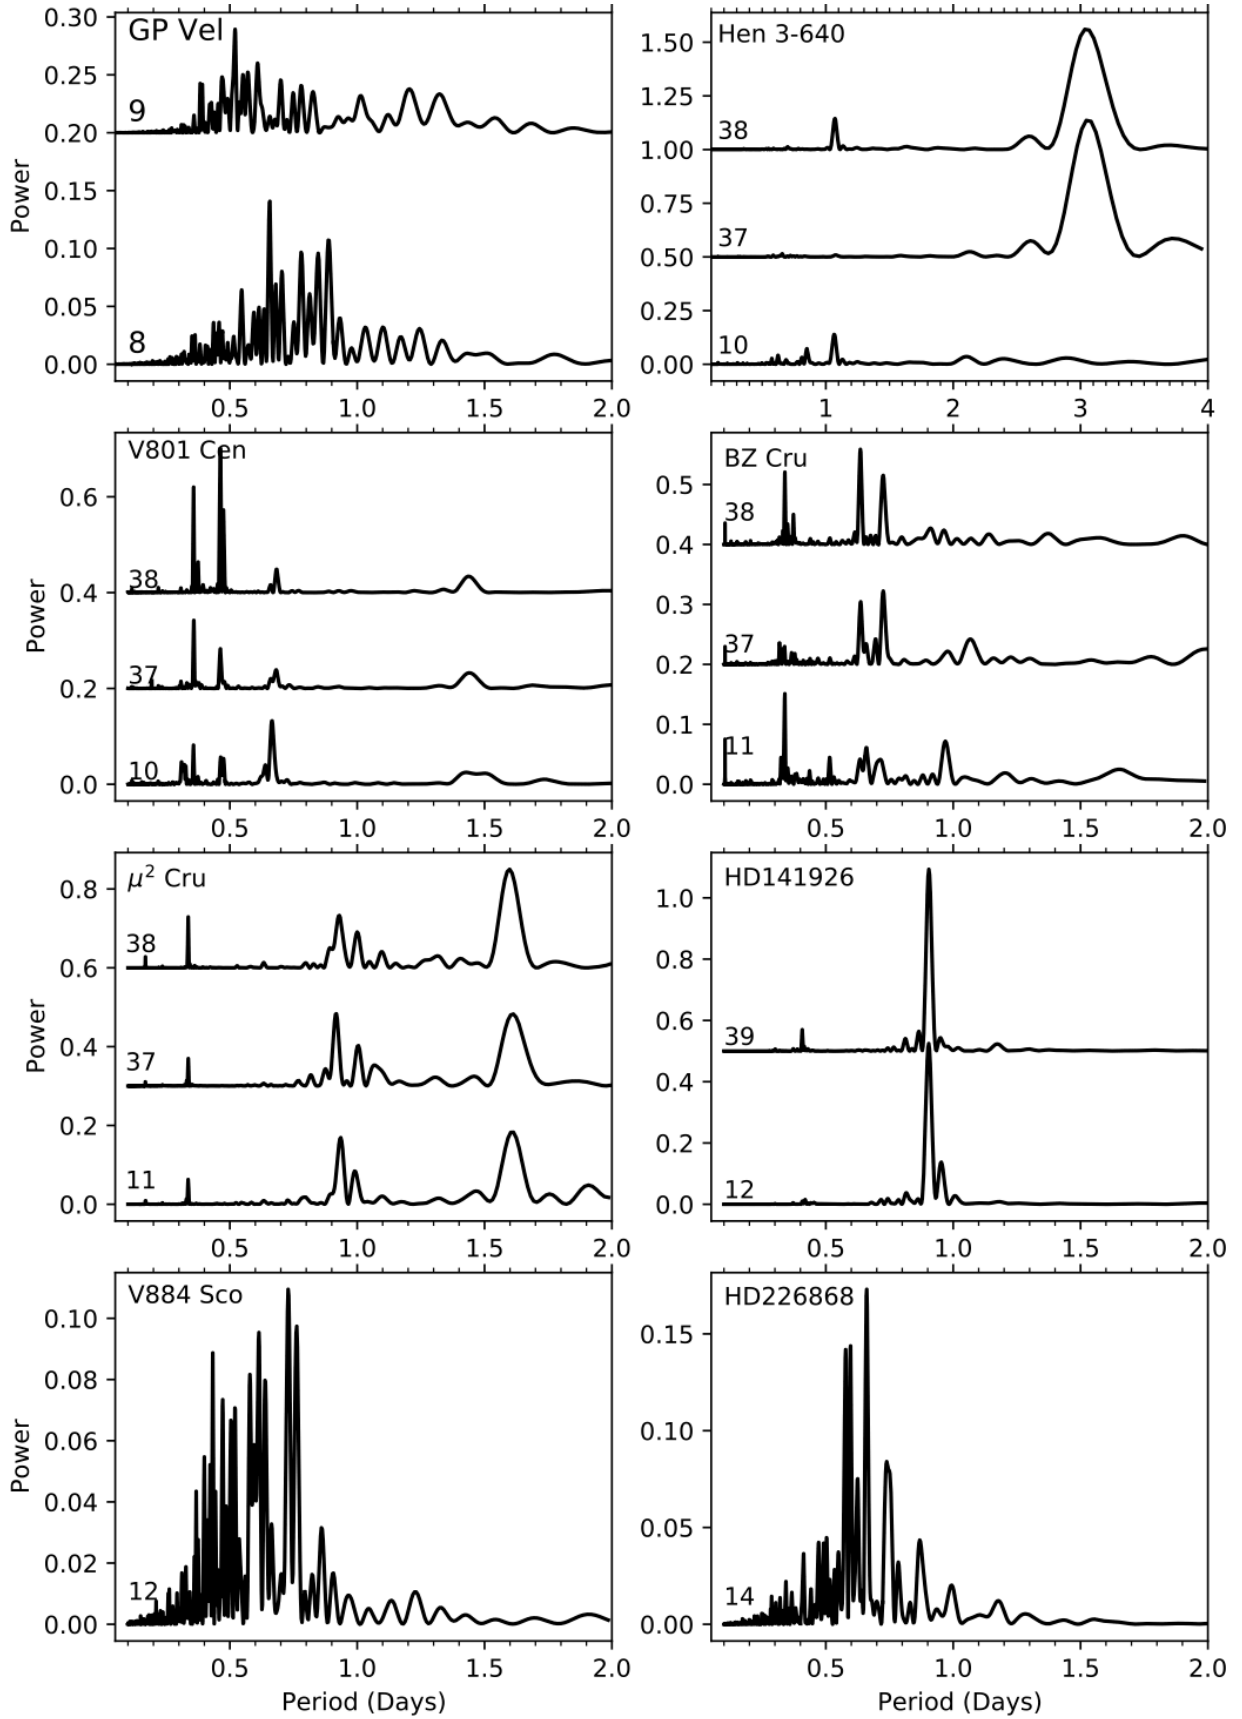 GP Vel
9
8
0.30
0.25
0.20
0.15
0.10
0.05
0.00
Power
0.5 1.0 1.5 2.0
Hen 3-640
38
37
10
1.50
1.25
1.00
0.75
0.50
0.25
0.00
1 2 3 4
V801 Cen
38
37
10
0.6
0.4
0.2
0.0
Power
0.5 1.0 1.5 2.0
BZ Cru
38
37
11
0.5
0.4
0.3
0.2
0.1
0.0
0.5 1.0 1.5 2.0
μ² Cru
38
37
11
0.8
0.6
0.4
0.2
0.0
Power
0.5 1.0 1.5 2.0
HD141926
39
12
1.0
0.8
0.6
0.4
0.2
0.0
0.5 1.0 1.5 2.0
V884 Sco
12
0.10
0.08
0.06
0.04
0.02
0.00
Power
0.5 1.0 1.5 2.0
Period (Days)
HD226868
14
0.15
0.10
0.05
0.00
0.5 1.0 1.5 2.0
Period (Days)